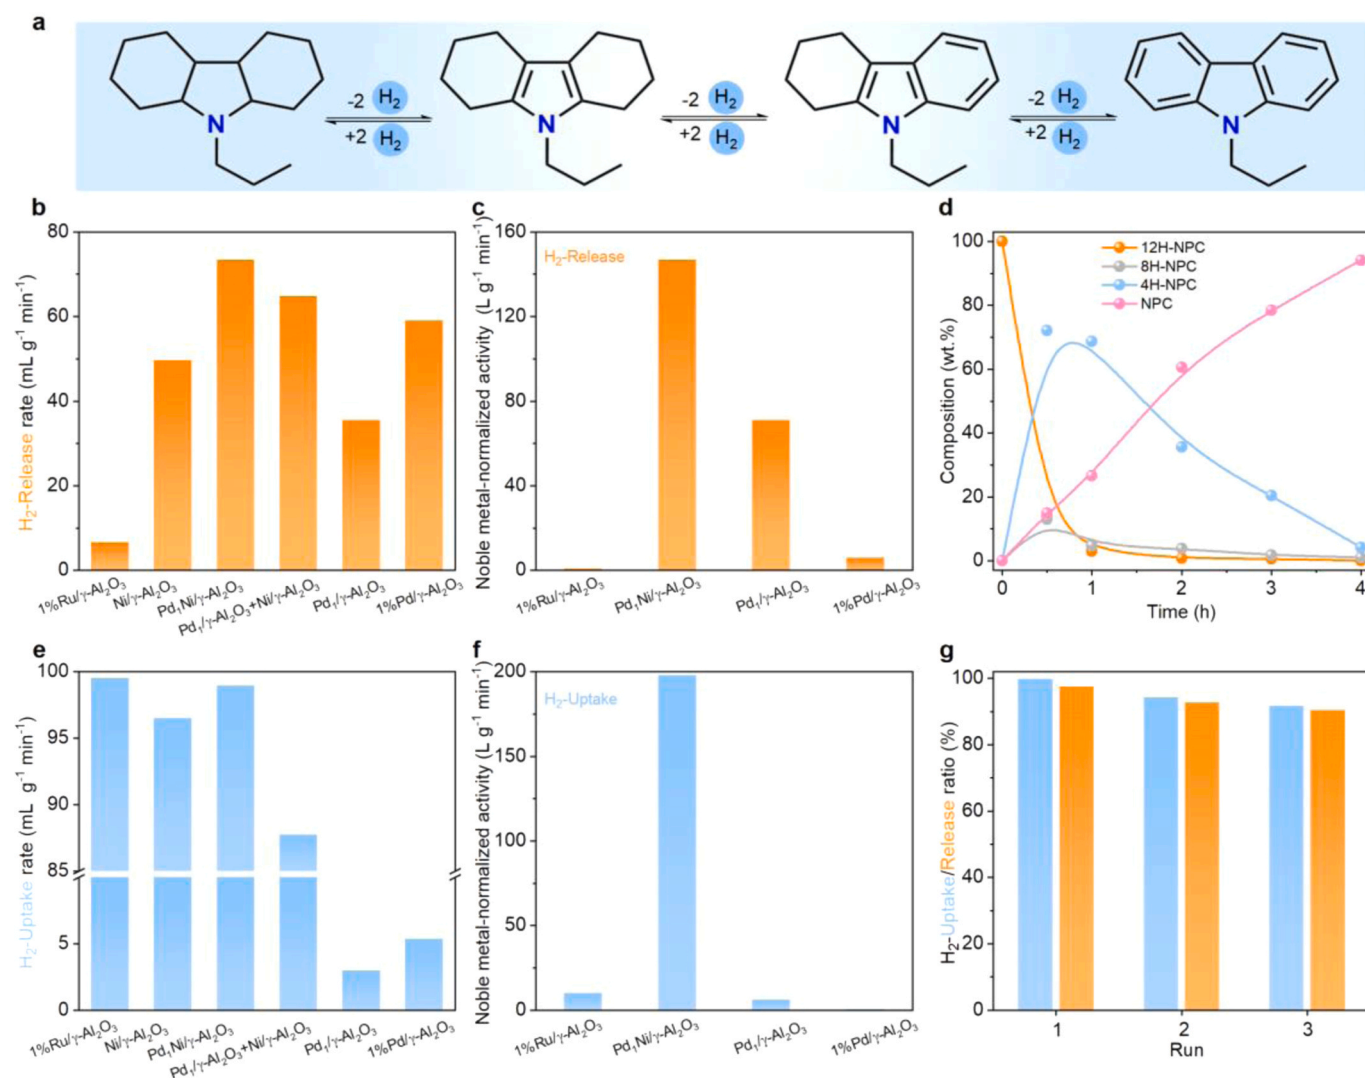 a
-2 H₂
+2 H₂
-2 H₂
+2 H₂
-2 H₂
+2 H₂
N
N
N
N
b
H₂-Release rate (mL g⁻¹ min⁻¹)
80
60
40
20
0
1%Ru/γ-Al₂O₃
Ni/γ-Al₂O₃
Pd₁Ni/γ-Al₂O₃
Pd₁/γ-Al₂O₃+Ni/γ-Al₂O₃
Pd₁/γ-Al₂O₃
1%Pd/γ-Al₂O₃
c
Noble metal-normalized activity (L g⁻¹ min⁻¹)
160
120
80
40
0
H₂-Release
1%Ru/γ-Al₂O₃
Pd₁Ni/γ-Al₂O₃
Pd₁/γ-Al₂O₃
1%Pd/γ-Al₂O₃
d
Composition (wt.%)
100
80
60
40
20
0
12H-NPC
8H-NPC
4H-NPC
NPC
0 1 2 3 4
Time (h)
e
H₂-Uptake rate (mL g⁻¹ min⁻¹)
100
95
90
85
5
0
1%Ru/γ-Al₂O₃
Ni/γ-Al₂O₃
Pd₁Ni/γ-Al₂O₃
Pd₁/γ-Al₂O₃+Ni/γ-Al₂O₃
Pd₁/γ-Al₂O₃
1%Pd/γ-Al₂O₃
f
Noble metal-normalized activity (L g⁻¹ min⁻¹)
200
150
100
50
0
H₂-Uptake
1%Ru/γ-Al₂O₃
Pd₁Ni/γ-Al₂O₃
Pd₁/γ-Al₂O₃
1%Pd/γ-Al₂O₃
g
H₂-Uptake/Release ratio (%)
100
80
60
40
20
0
1 2 3
Run